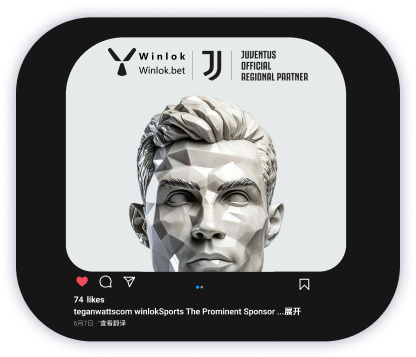 Winlok
Winlok.bet
JUVENTUS
OFFICIAL
REGIONAL PARTNER
74 likes
teganwattscom winlokSports The Prominent Sponsor ...展开
6月7日 · 查看翻译